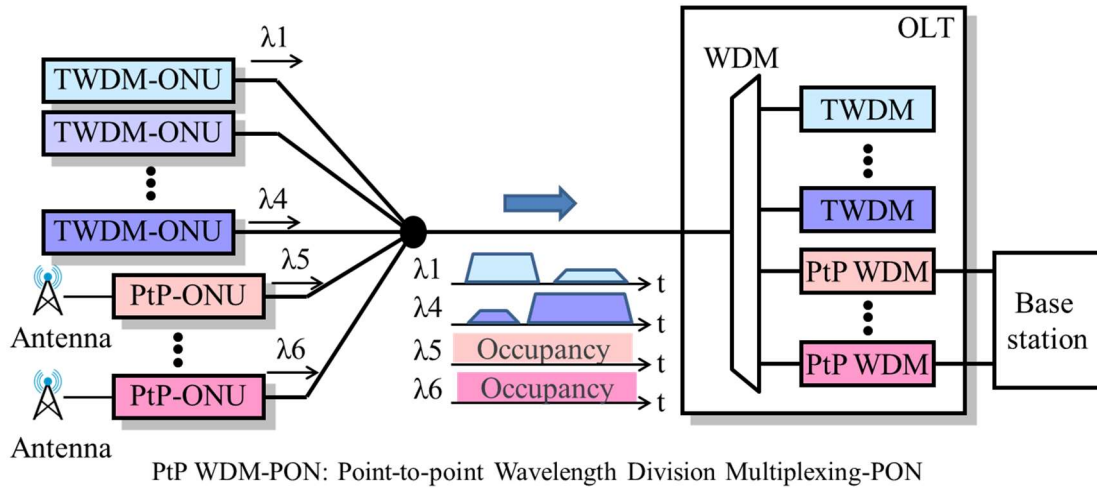 OLT
WDM
λ1
TWDM-ONU
TWDM
TWDM-ONU
λ4
TWDM-ONU
TWDM
λ5
λ1
t
PtP-ONU
PtP WDM
Antenna
λ4
t
Base
station
λ6
λ5
Occupancy
t
PtP-ONU
PtP WDM
λ6
Occupancy
t
Antenna
PtP WDM-PON: Point-to-point Wavelength Division Multiplexing-PON